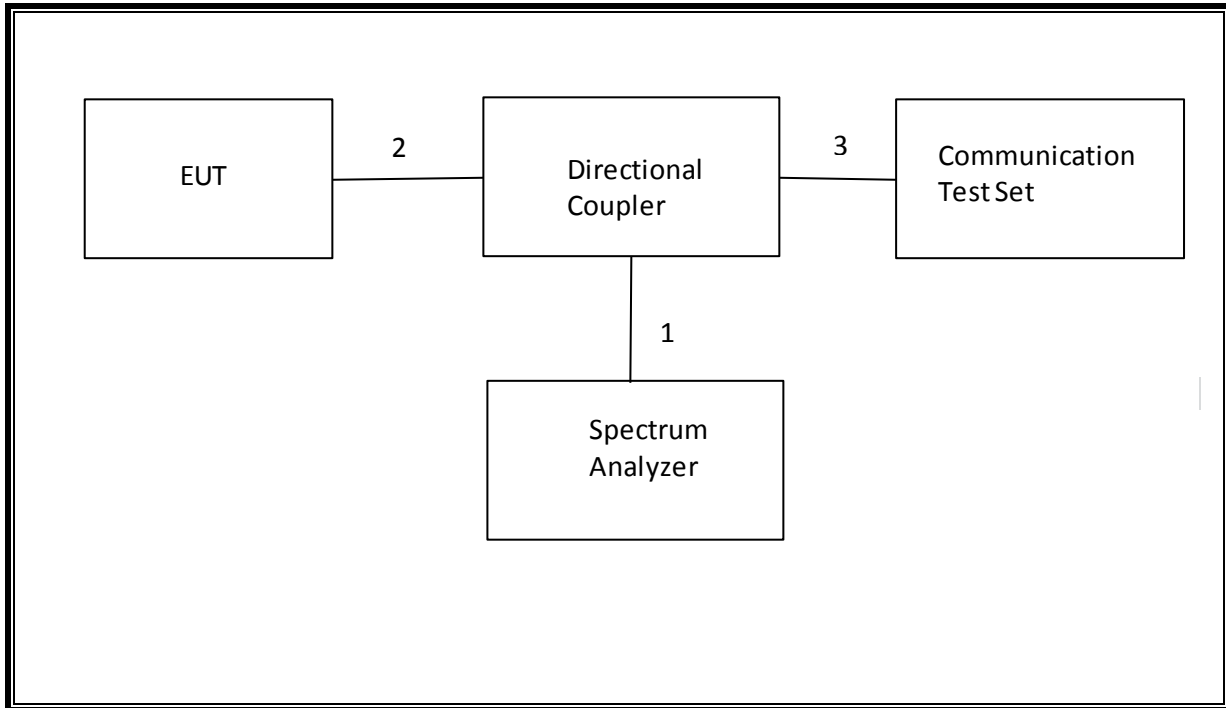 EUT
2
Directional
Coupler
3
Communication
Test Set
1
Spectrum
Analyzer